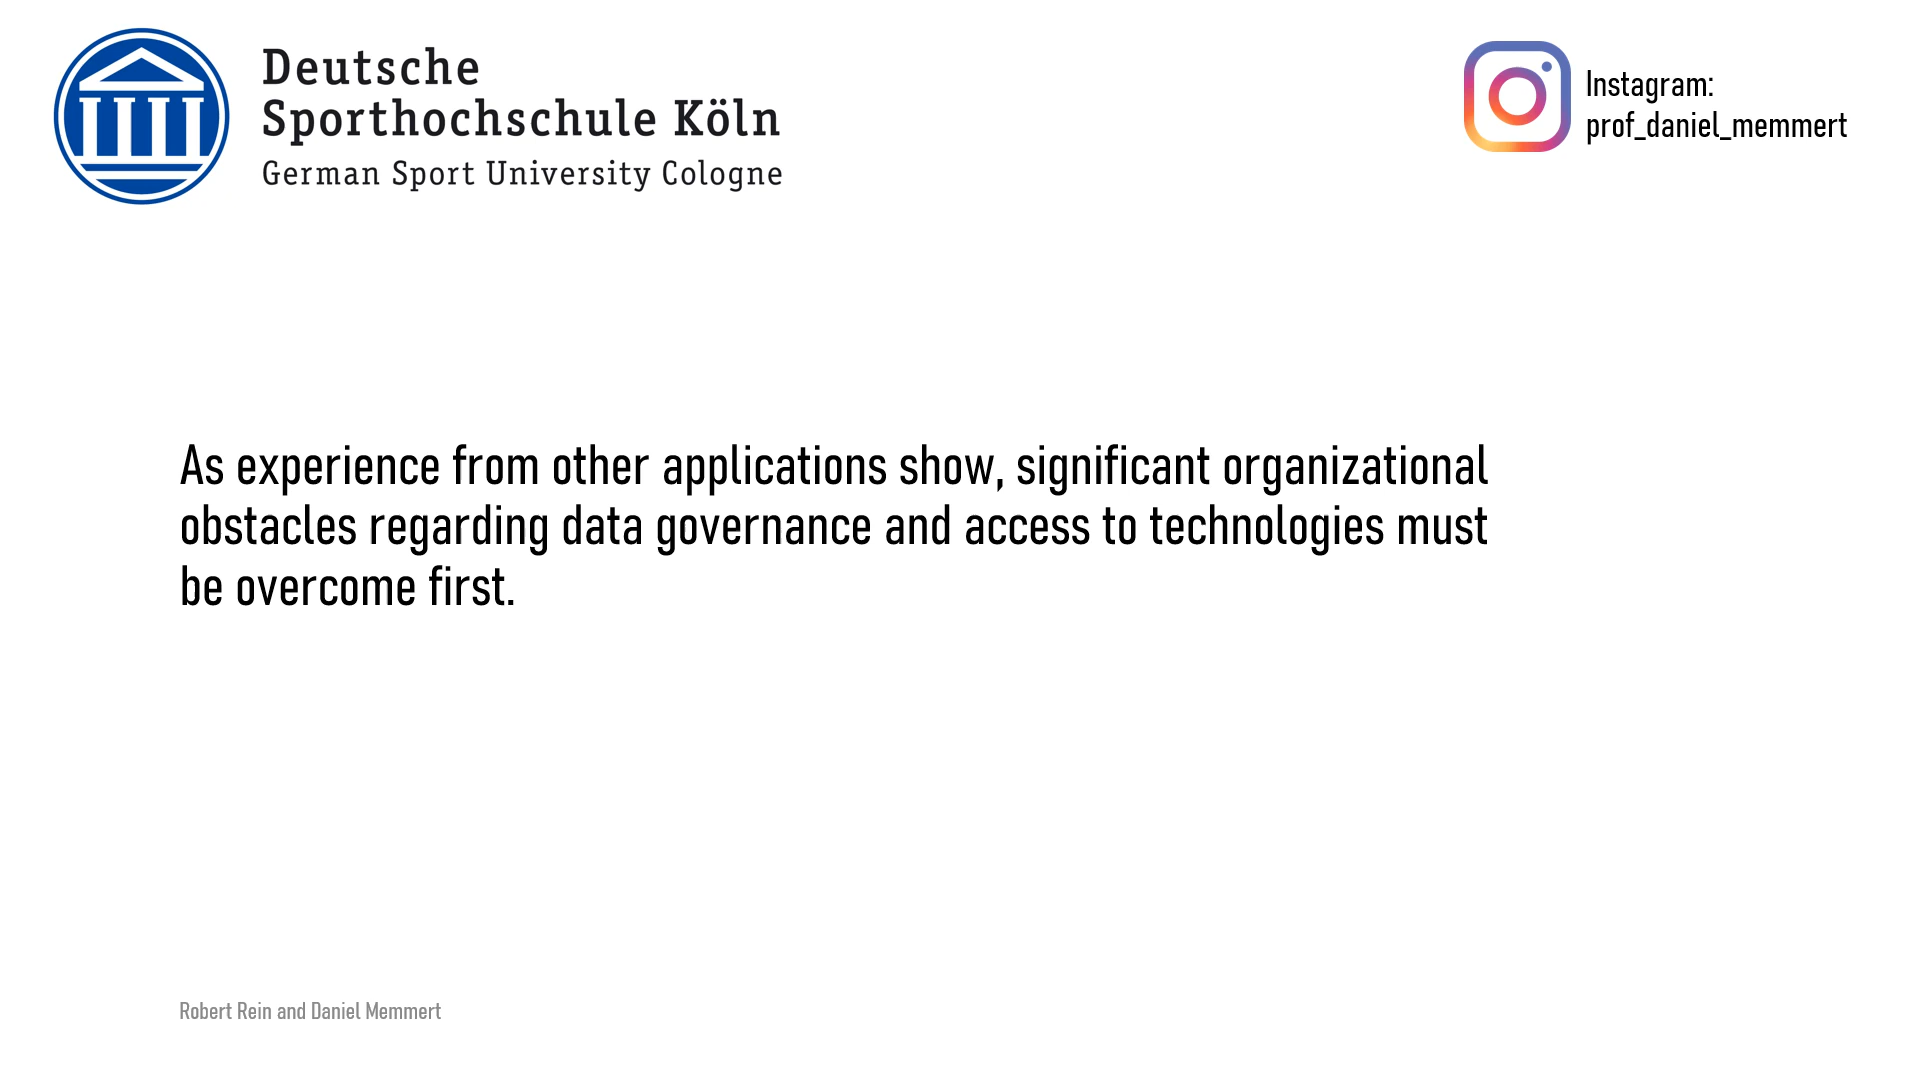 Deutsche
Sporthochschule Köln
German Sport University Cologne
Instagram:
prof_daniel_memmert
As experience from other applications show, significant organizational
obstacles regarding data governance and access to technologies must
be overcome first.
Robert Rein and Daniel Memmert